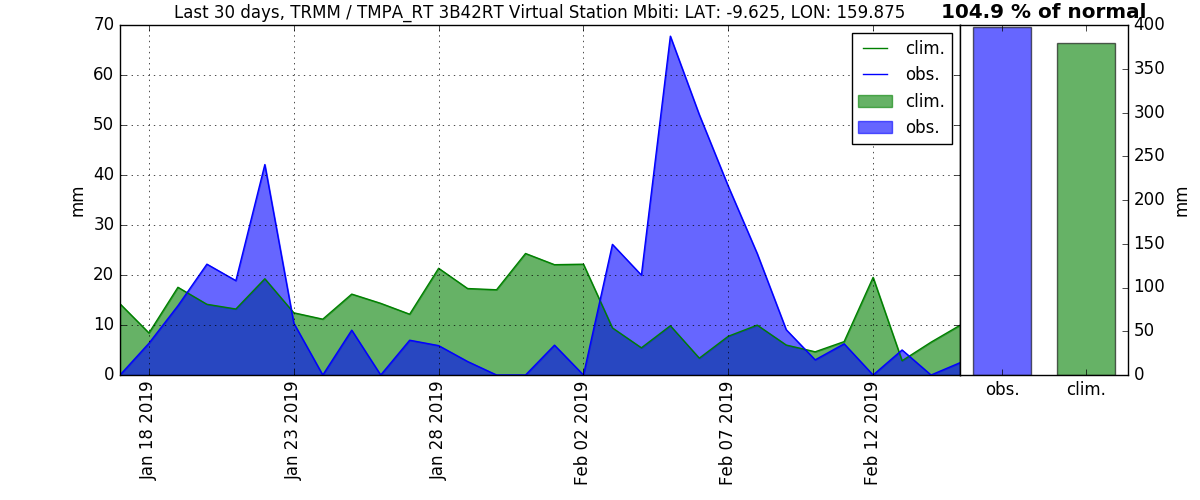 Last 30 days, TRMM / TMPA_RT 3B42RT Virtual Station Mbiti: LAT: -9.625, LON: 159.875
104.9 % of normal
70
60
50
40
30
20
10
0
mm
clim.
obs.
clim.
obs.
Jan 18 2019
Jan 23 2019
Jan 28 2019
Feb 02 2019
Feb 07 2019
Feb 12 2019
400
350
300
250
200
150
100
50
0
mm
obs.
clim.